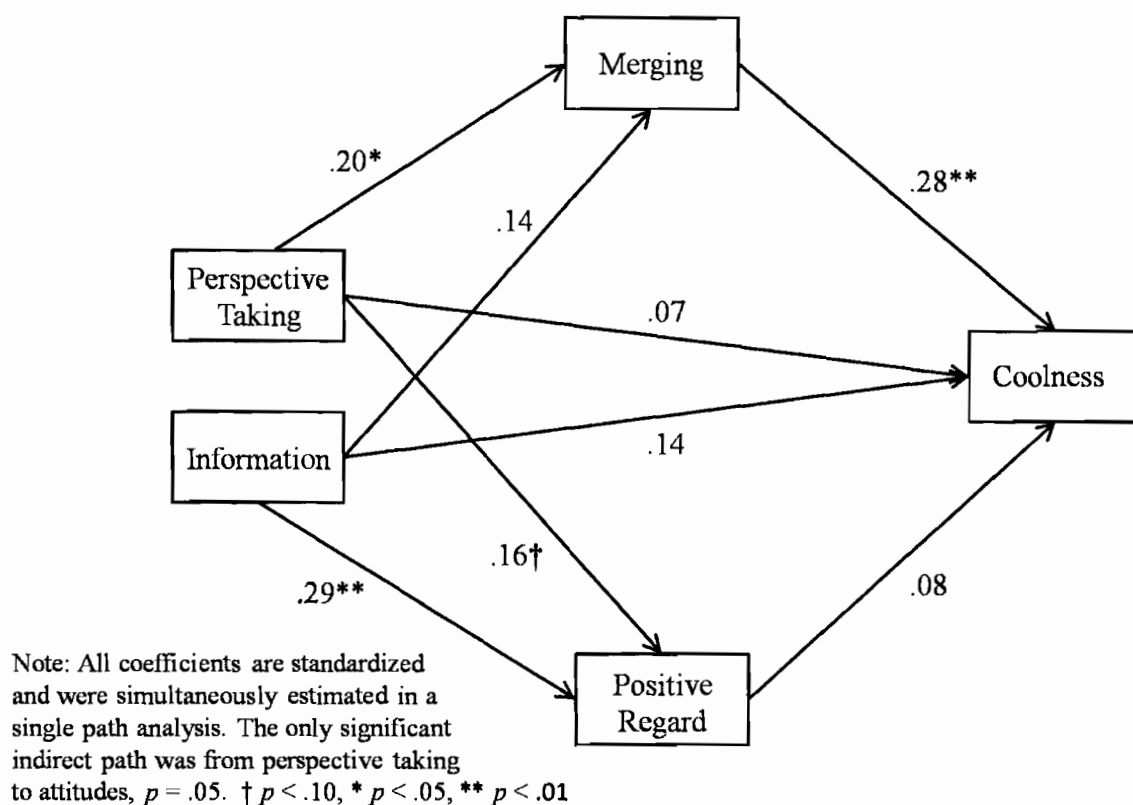 Merging
.20*
.28**
.14
Perspective
Taking
.07
Coolness
Information
.14
.16†
.29**
.08
Positive
Regard
Note: All coefficients are standardized
and were simultaneously estimated in a
single path analysis. The only significant
indirect path was from perspective taking
to attitudes, p = .05. † p < .10, * p < .05, ** p < .01